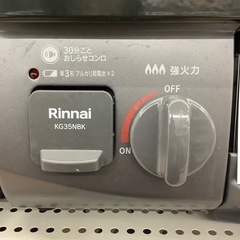 30分ごと
おしらせコンロ
単3形アルカリ乾電池×2
強火力
OFF
Rinnai
KG35NBK
ON